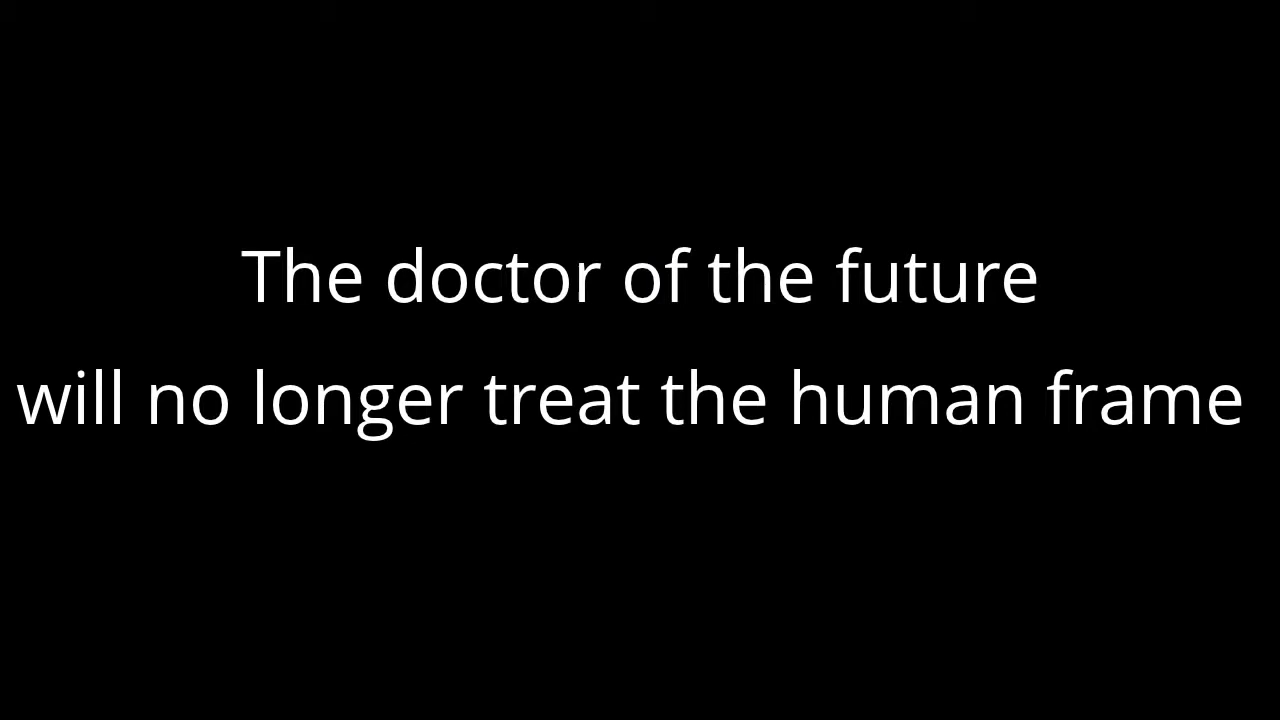 The doctor of the future
will no longer treat the human frame